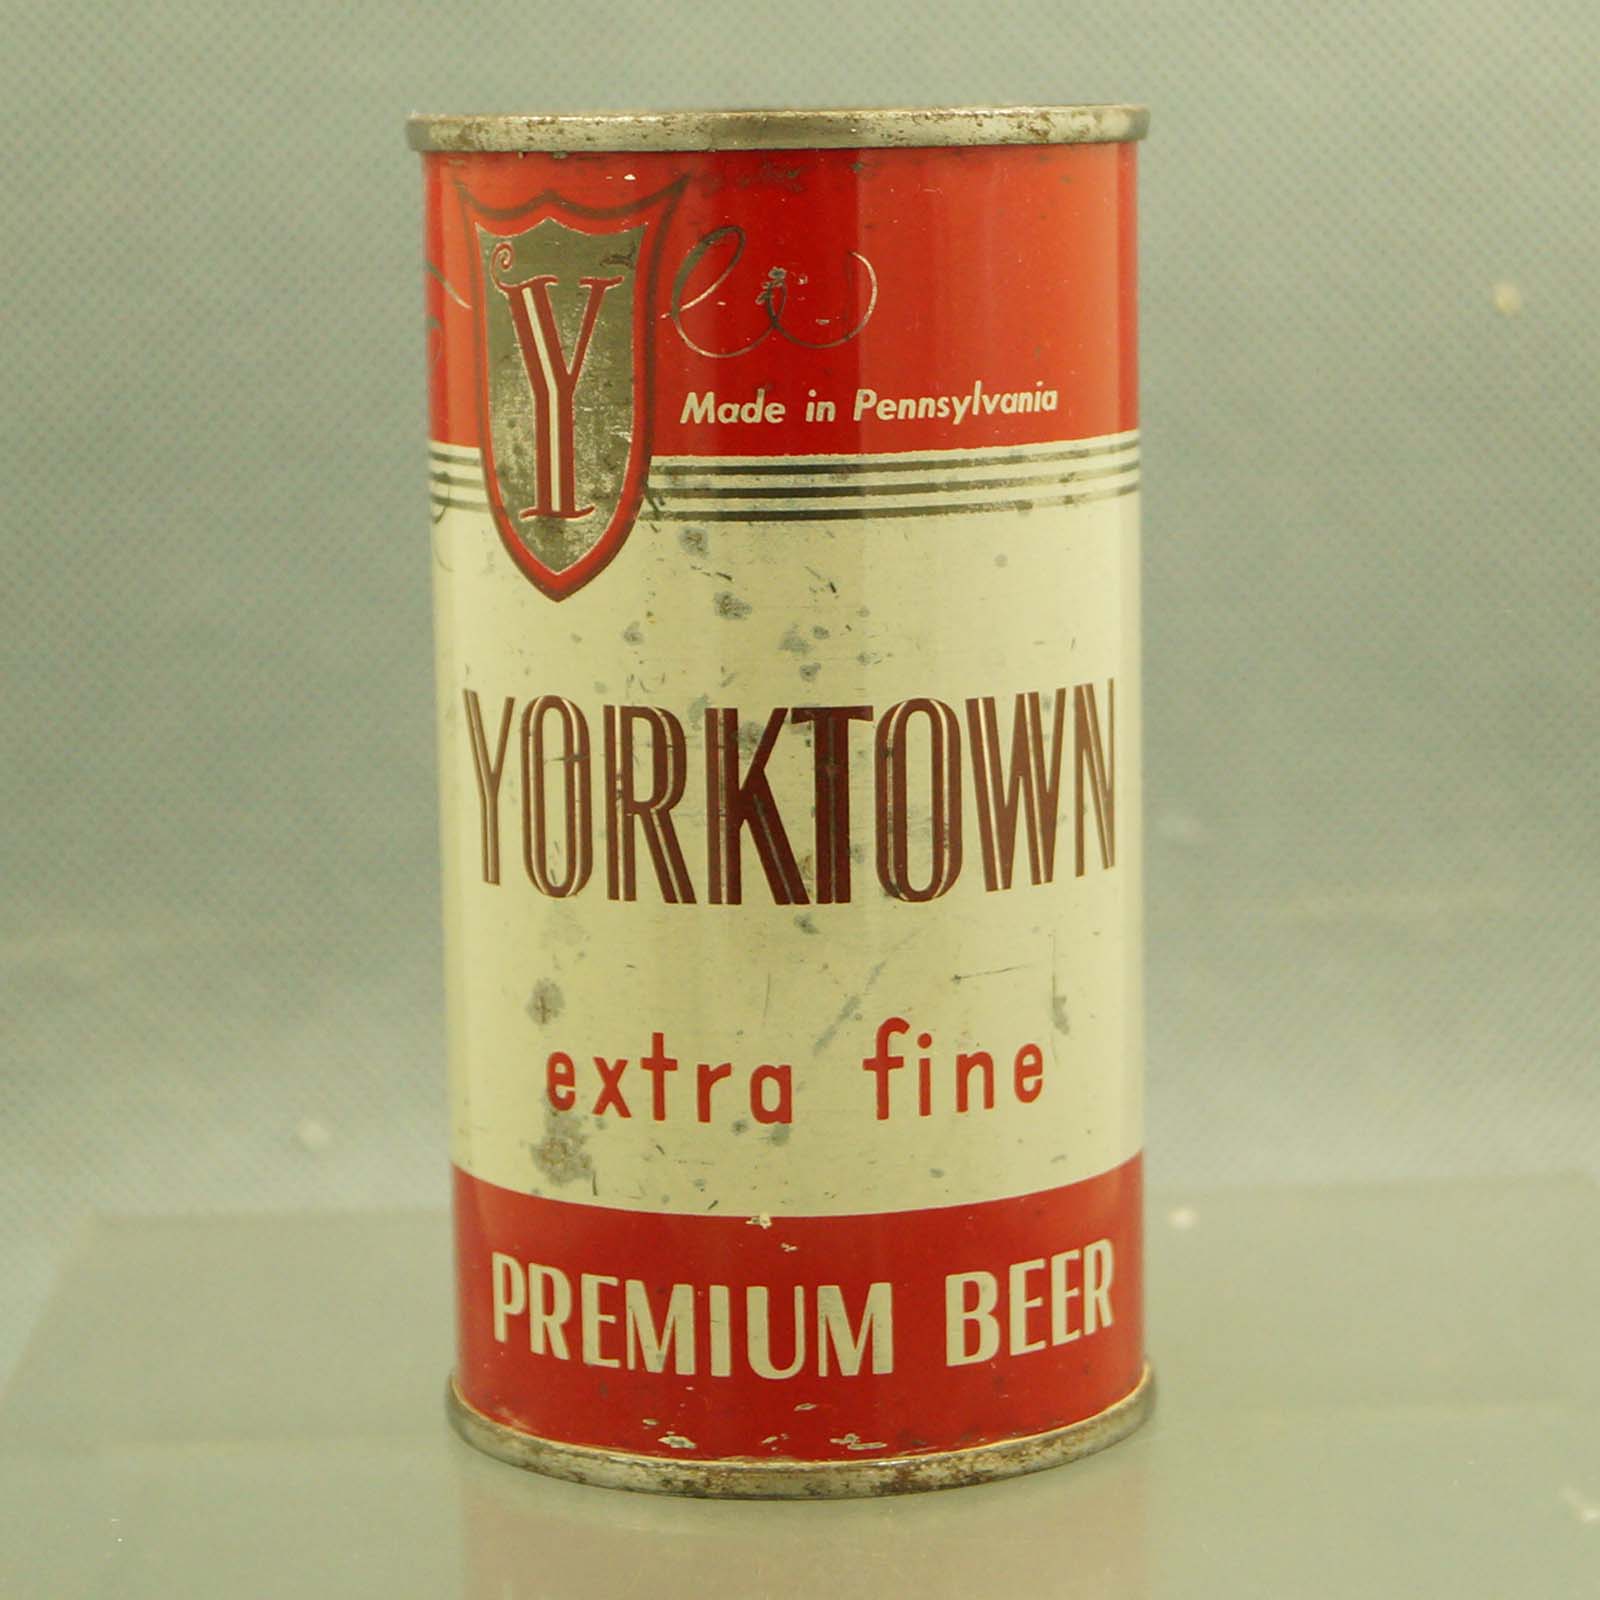 Y
Made in Pennsylvania
YORKTOWN
extra fine
PREMIUM BEER